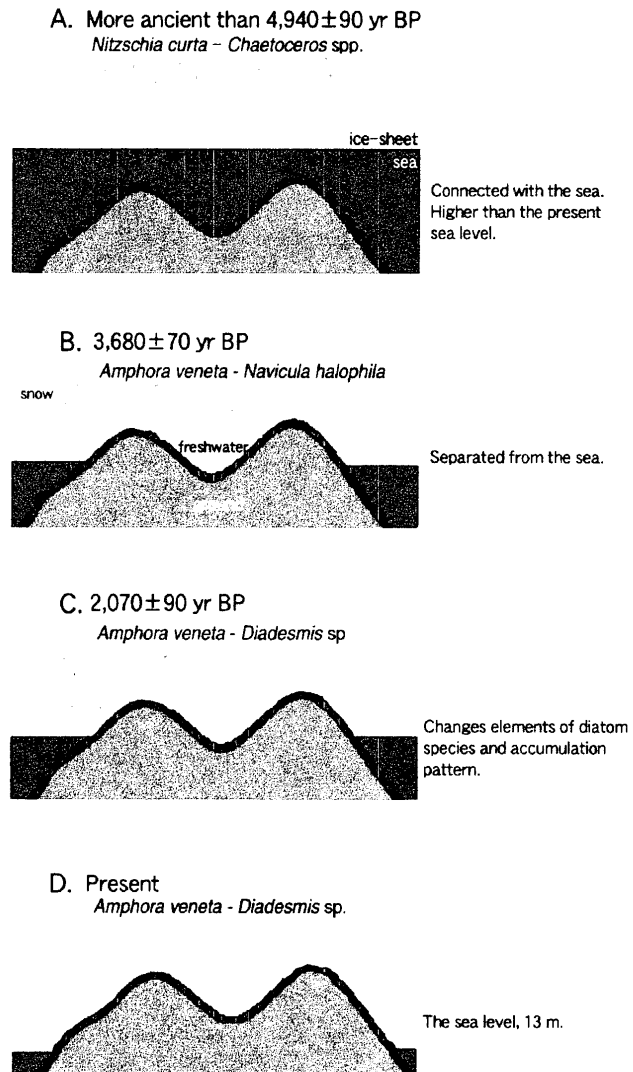 A. More ancient than 4,940±90 yr BP
Nitzschia curta - Chaetoceros spp.
ice-sheet
sea
Connected with the sea.
Higher than the present
sea level.
B. 3,680±70 yr BP
Amphora veneta - Navicula halophila
snow
freshwater
Separated from the sea.
C. 2,070±90 yr BP
Amphora veneta - Diadesmis sp
Changes elements of diatom
species and accumulation
pattern.
D. Present
Amphora veneta - Diadesmis sp.
The sea level, 13 m.